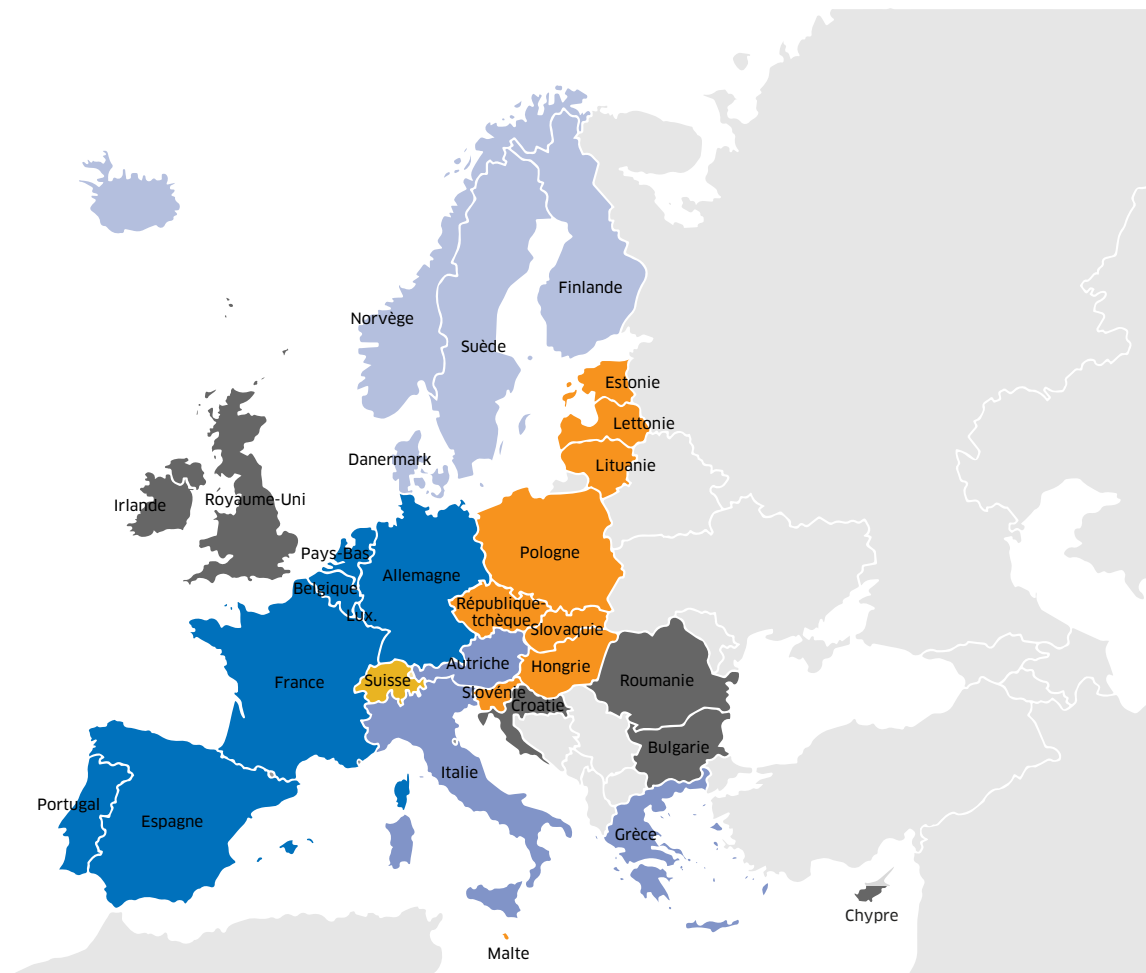 Finlande
Norvège
Suède
Estonie
Lettonie
Danermark
Lituanie
Irlande
Royaume-Uni
Pays-Bas
Pologne
Allemagne
Belgique
République-
tchèque
Lux.
Slovaquie
Autriche
Hongrie
Suisse
France
Roumanie
Slovénie
Croatie
Bulgarie
Italie
Portugal
Espagne
Grèce
Chypre
Malte